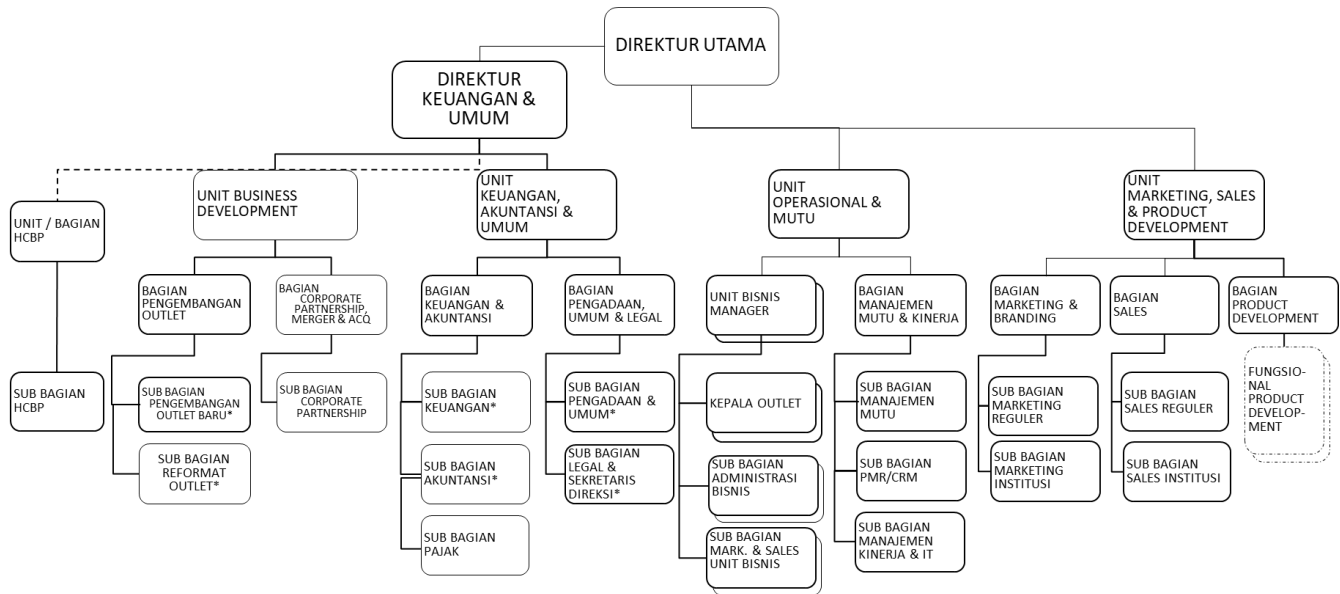 DIREKTUR UTAMA
DIREKTUR
KEUANGAN &
UMUM
UNIT / BAGIAN
HCBP
UNIT BUSINESS
DEVELOPMENT
UNIT
KEUANGAN,
AKUNTANSI &
UMUM
UNIT
OPERASIONAL &
MUTU
UNIT
MARKETING, SALES
& PRODUCT
DEVELOPMENT
BAGIAN
PENGEMBANGAN
OUTLET
BAGIAN
CORPORATE
PARTNERSHIP,
MERGER & ACQ
BAGIAN
KEUANGAN &
AKUNTANSI
BAGIAN
PENGADAAN,
UMUM & LEGAL
UNIT BISNIS
MANAGER
BAGIAN
MANAJEMEN
MUTU & KINERJA
BAGIAN
MARKETING &
BRANDING
BAGIAN
SALES
BAGIAN
PRODUCT
DEVELOPMENT
SUB BAGIAN
HCBP
SUB BAGIAN
PENGEMBANGAN
OUTLET BARU*
SUB BAGIAN
CORPORATE
PARTNERSHIP
SUB BAGIAN
KEUANGAN*
SUB BAGIAN
PENGADAAN &
UMUM*
KEPALA OUTLET
SUB BAGIAN
MANAJEMEN
MUTU
SUB BAGIAN
MARKETING
REGULER
SUB BAGIAN
SALES REGULER
FUNGSIO-
NAL
PRODUCT
DEVELOP-
MENT
SUB BAGIAN
REFORMAT
OUTLET*
SUB BAGIAN
AKUNTANSI*
SUB BAGIAN
LEGAL &
SEKRETARIS
DIREKSI*
SUB BAGIAN
ADMINISTRASI
BISNIS
SUB BAGIAN
PMR/CRM
SUB BAGIAN
MARKETING
INSTITUSI
SUB BAGIAN
SALES INSTITUSI
SUB BAGIAN
PAJAK
SUB BAGIAN
MARK. & SALES
UNIT BISNIS
SUB BAGIAN
MANAJEMEN
KINERJA & IT